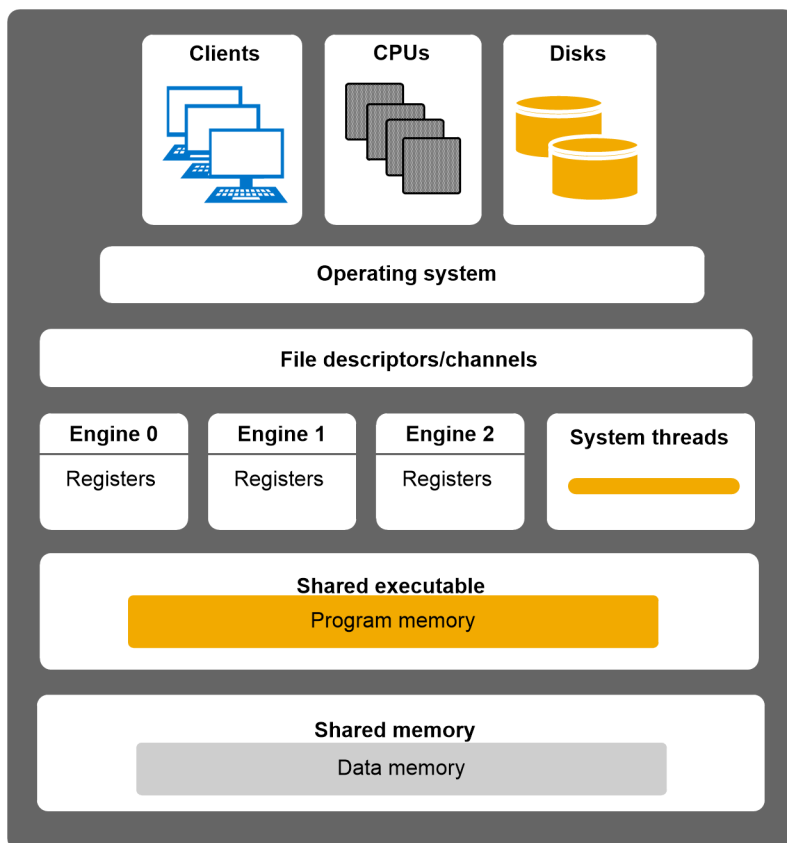 Clients
CPUs
Disks
Operating system
File descriptors/channels
Engine 0
Registers
Engine 1
Registers
Engine 2
Registers
System threads
Shared executable
Program memory
Shared memory
Data memory